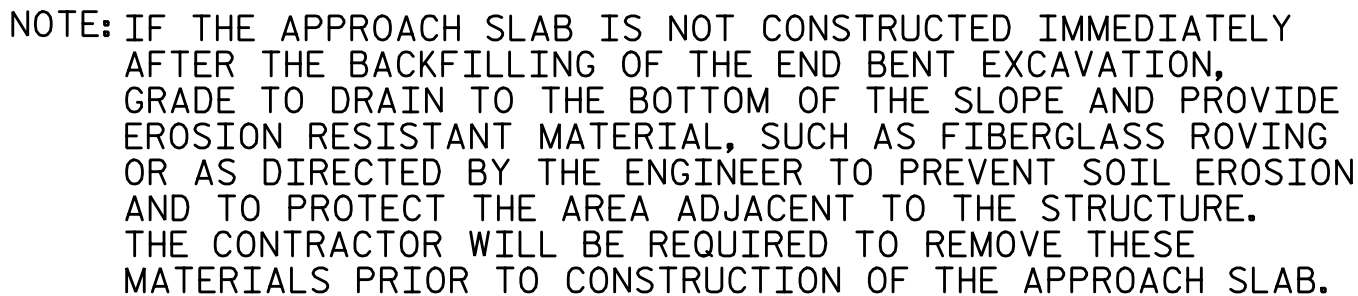 NOTE: IF THE APPROACH SLAB IS NOT CONSTRUCTED IMMEDIATELY
AFTER THE BACKFILLING OF THE END BENT EXCAVATION,
GRADE TO DRAIN TO THE BOTTOM OF THE SLOPE AND PROVIDE
EROSION RESISTANT MATERIAL, SUCH AS FIBERGLASS ROVING
OR AS DIRECTED BY THE ENGINEER TO PREVENT SOIL EROSION
AND TO PROTECT THE AREA ADJACENT TO THE STRUCTURE.
THE CONTRACTOR WILL BE REQUIRED TO REMOVE THESE
MATERIALS PRIOR TO CONSTRUCTION OF THE APPROACH SLAB.